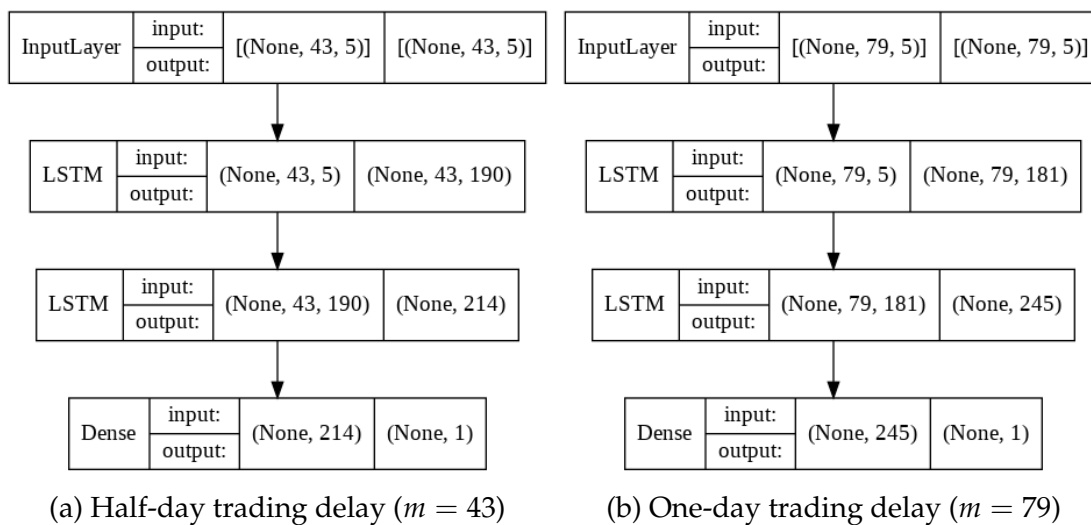 InputLayer
input:
output:
[(None, 43, 5)]
[(None, 43, 5)]
LSTM
input:
output:
(None, 43, 5)
(None, 43, 190)
LSTM
input:
output:
(None, 43, 190)
(None, 214)
Dense
input:
output:
(None, 214)
(None, 1)
(a) Half-day trading delay (m = 43)
InputLayer
input:
output:
[(None, 79, 5)]
[(None, 79, 5)]
LSTM
input:
output:
(None, 79, 5)
(None, 79, 181)
LSTM
input:
output:
(None, 79, 181)
(None, 245)
Dense
input:
output:
(None, 245)
(None, 1)
(b) One-day trading delay (m = 79)